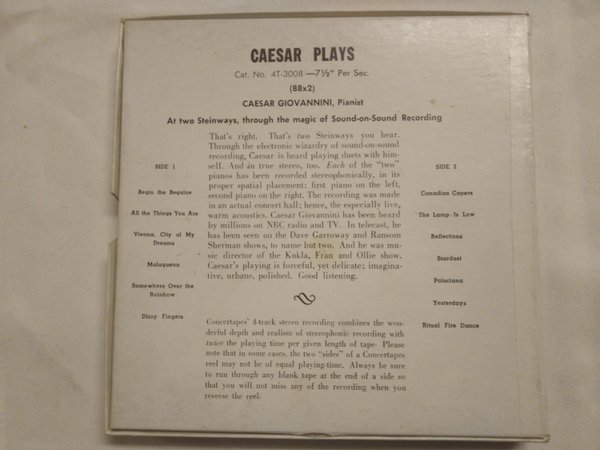 CAESAR PLAYS
Cat. No. 4T-3008 — 7½" Per Sec.
(88x2)
CAESAR GIOVANNINI, Pianist
At two Steinways, through the magic of Sound-on-Sound Recording
SIDE 1
Begin the Beguine
All the Things You Are
Vienna, City of My
Dreams
Malaguena
Somewhere Over the
Rainbow
Dizzy Fingers
That's right. That's two Steinways you hear.
Through the electronic wizardry of sound-on-sound
recording, Caesar is heard playing duets with him-
self. And in true stereo, too. Each of the "two"
pianos has been recorded stereophonically, in its
proper spatial placement: first piano on the left,
second piano on the right. The recording was made
in an actual concert hall; hence, the especially live,
warm acoustics. Caesar Giovannini has been heard
by millions on NBC radio and TV. In telecast, he
has been seen on the Dave Garroway and Ransom
Sherman shows, to name but two. And he was mu-
sic director of the Kukla, Fran and Ollie show.
Caesar's playing is forceful, yet delicate; imagina-
tive, urbane, polished. Good listening.
SIDE 2
Canadian Capers
The Lamp Is Low
Reflections
Stardust
Polaciana
Yesterdays
Ritual Fire Dance
Concertapes' 4-track stereo recording combines the won-
derful depth and realism of stereophonic recording with
twice the playing time per given length of tape. Please
note that in some cases, the two "sides" of a Concertapes
reel may not be of equal playing-time. Always be sure
to run through any blank tape at the end of a side so
that you will not miss any of the recording when you
reverse the reel.